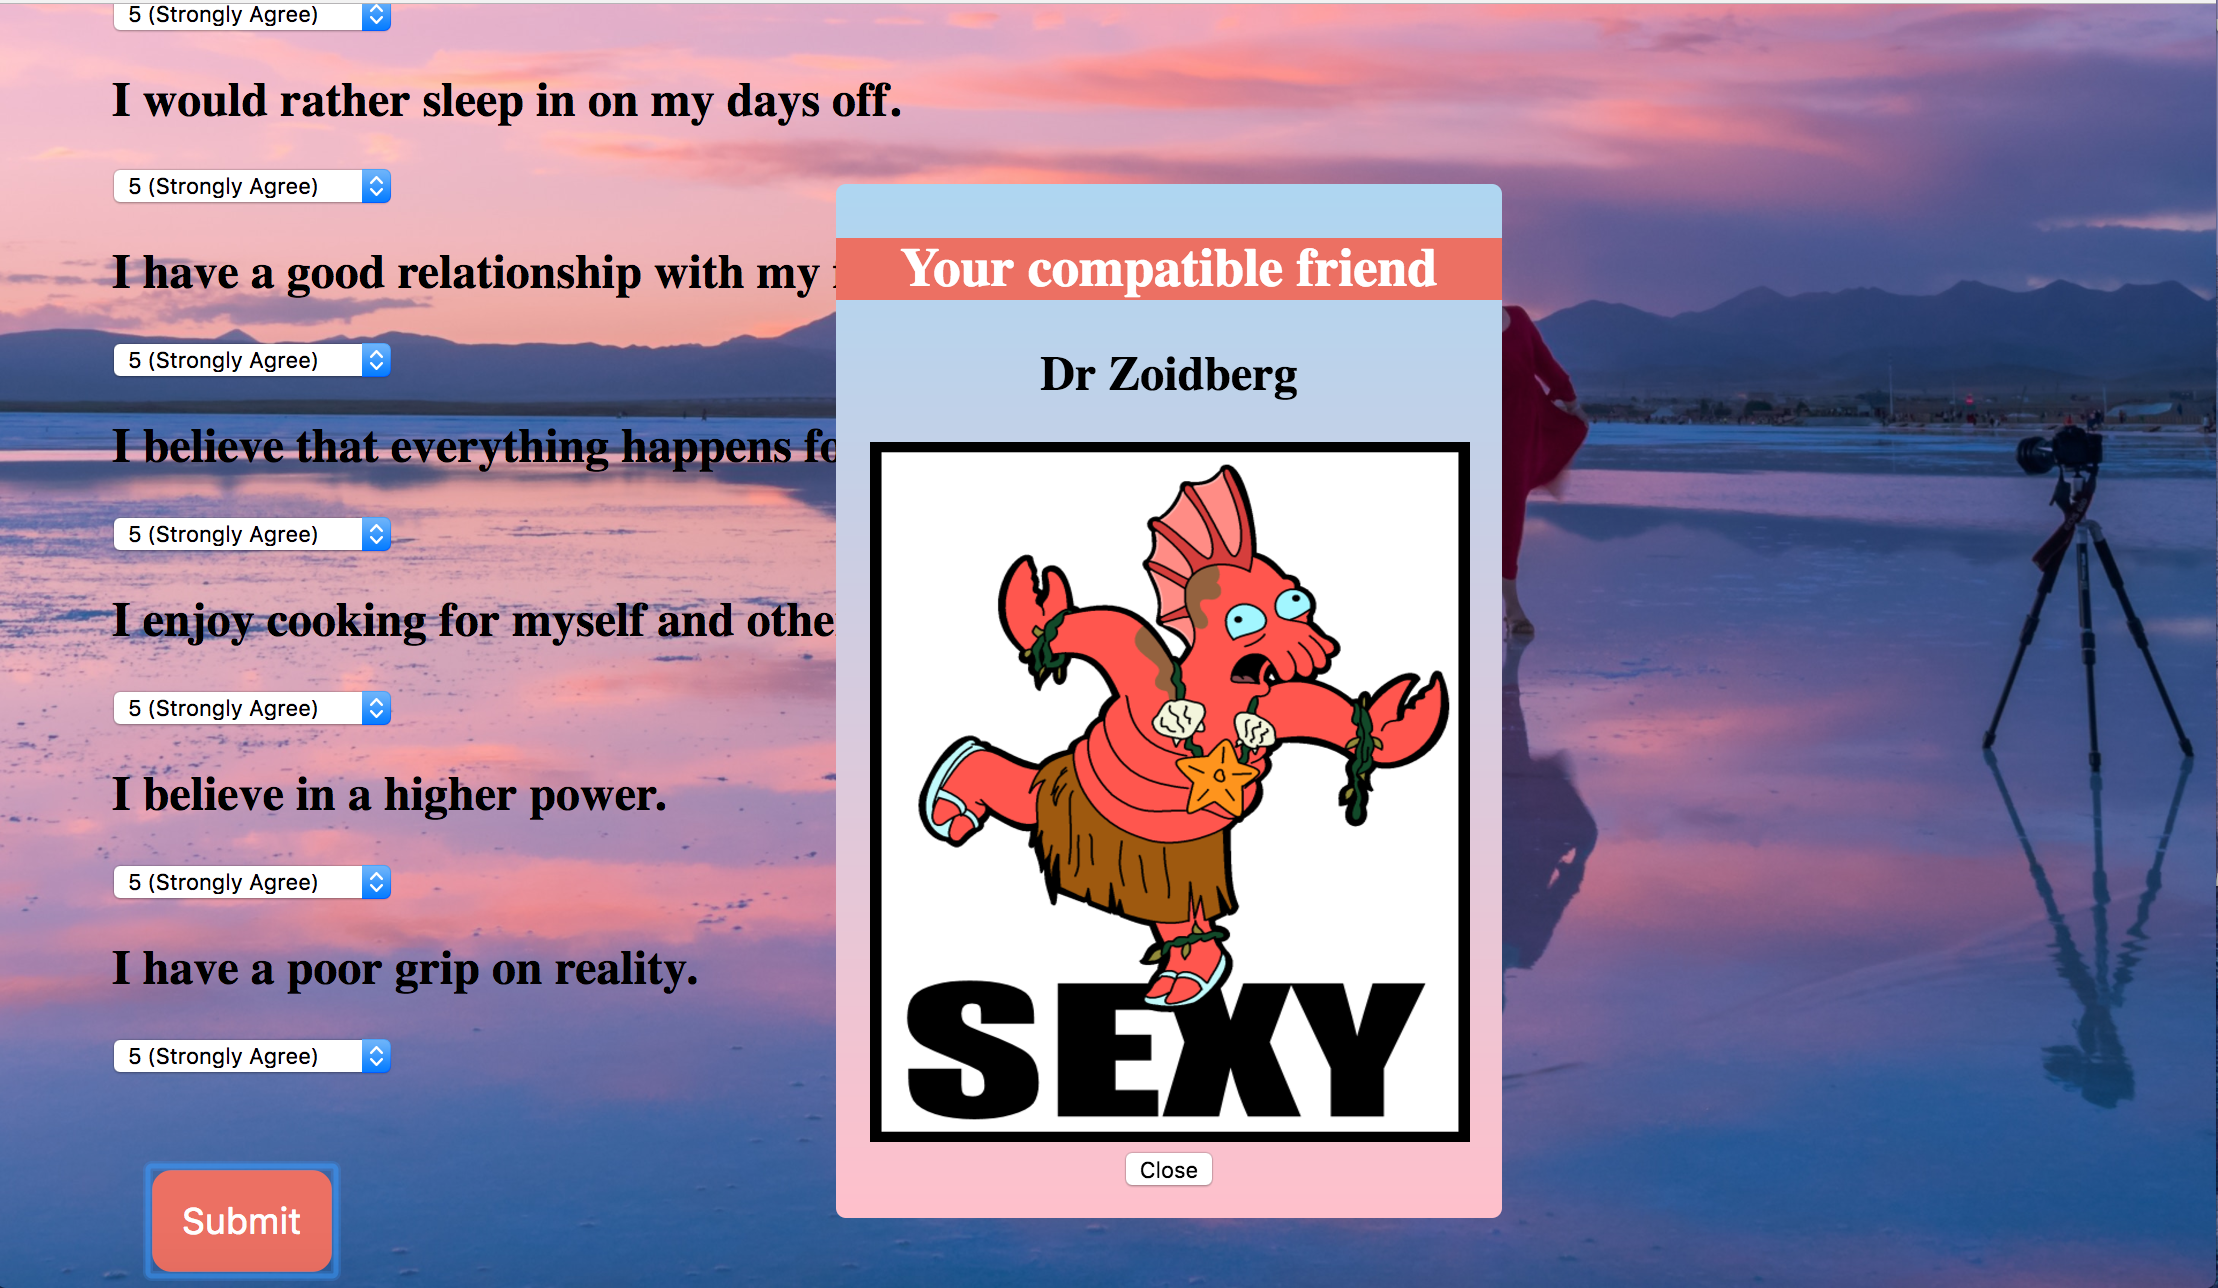 5 (Strongly Agree)
I would rather sleep in on my days off.
5 (Strongly Agree)
I have a good relationship with my
5 (Strongly Agree)
I believe that everything happens
5 (Strongly Agree)
I enjoy cooking for myself and
5 (Strongly Agree)
I believe in a higher power.
5 (Strongly Agree)
I have a poor grip on reality.
5 (Strongly Agree)
Submit
Your compatible friend
Dr Zoidberg
SEXY
Close